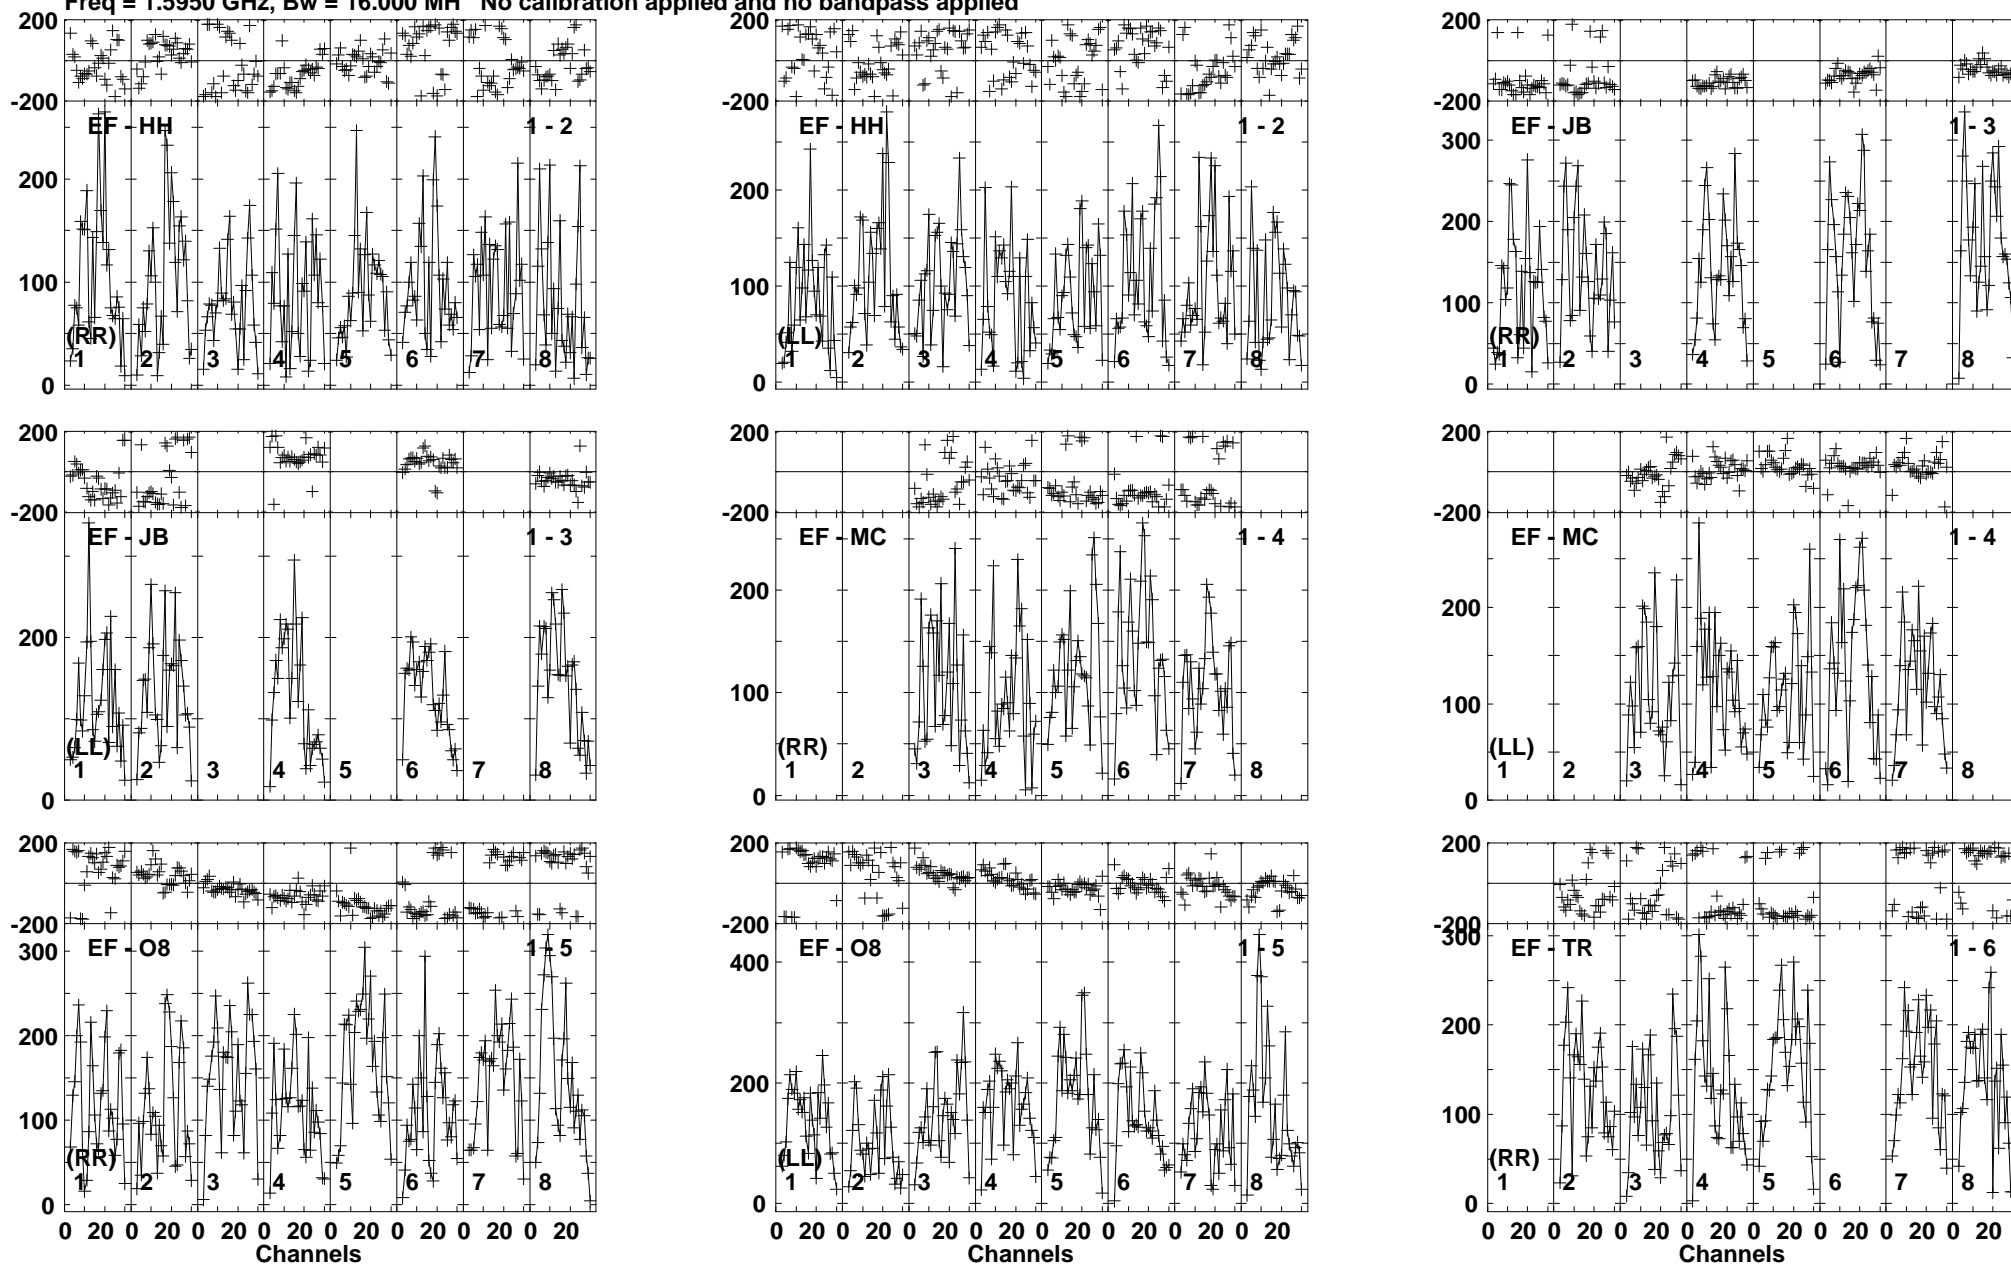 Freq = 1.5950 GHz, Bw = 16.000 MH No calibration applied and no bandpass applied
200 200 200
-200 -200 -200
EF - HH 1 - 2 EF - HH 1 - 2 EF - JB 1 - 3
300
200 200 200
100 100 100
(RR) (LL) (RR)
1 2 3 4 5 6 7 8 1 2 3 4 5 6 7 8 1 2 3 4 5 6 7 8
0 0 0
200 200 200
-200 -200 -200
EF - JB 1 - 3 EF - MC 1 - 4 EF - MC 1 - 4
200 200 200
100 100
(LL) (RR) (LL)
1 2 3 4 5 6 7 8 1 2 3 4 5 6 7 8 1 2 3 4 5 6 7 8
0 0 0
200 200 200
-200 -200 -200
300 400 300
EF - O8 1 - 5 EF - O8 1 - 5 EF - TR 1 - 6
200 200 200
100 100
(RR) (LL) (RR)
1 2 3 4 5 6 7 8 1 2 3 4 5 6 7 8 1 2 3 4 5 6 7 8
0 0 0
0 20 0 20 0 20 0 20 0 20 0 20 0 20 0 20 0 20 0 20 0 20 0 20 0 20 0 20 0 20 0 20 0 20 0 20 0 20 0 20 0 20 0 20 0 20 0 20
Channels Channels Channels